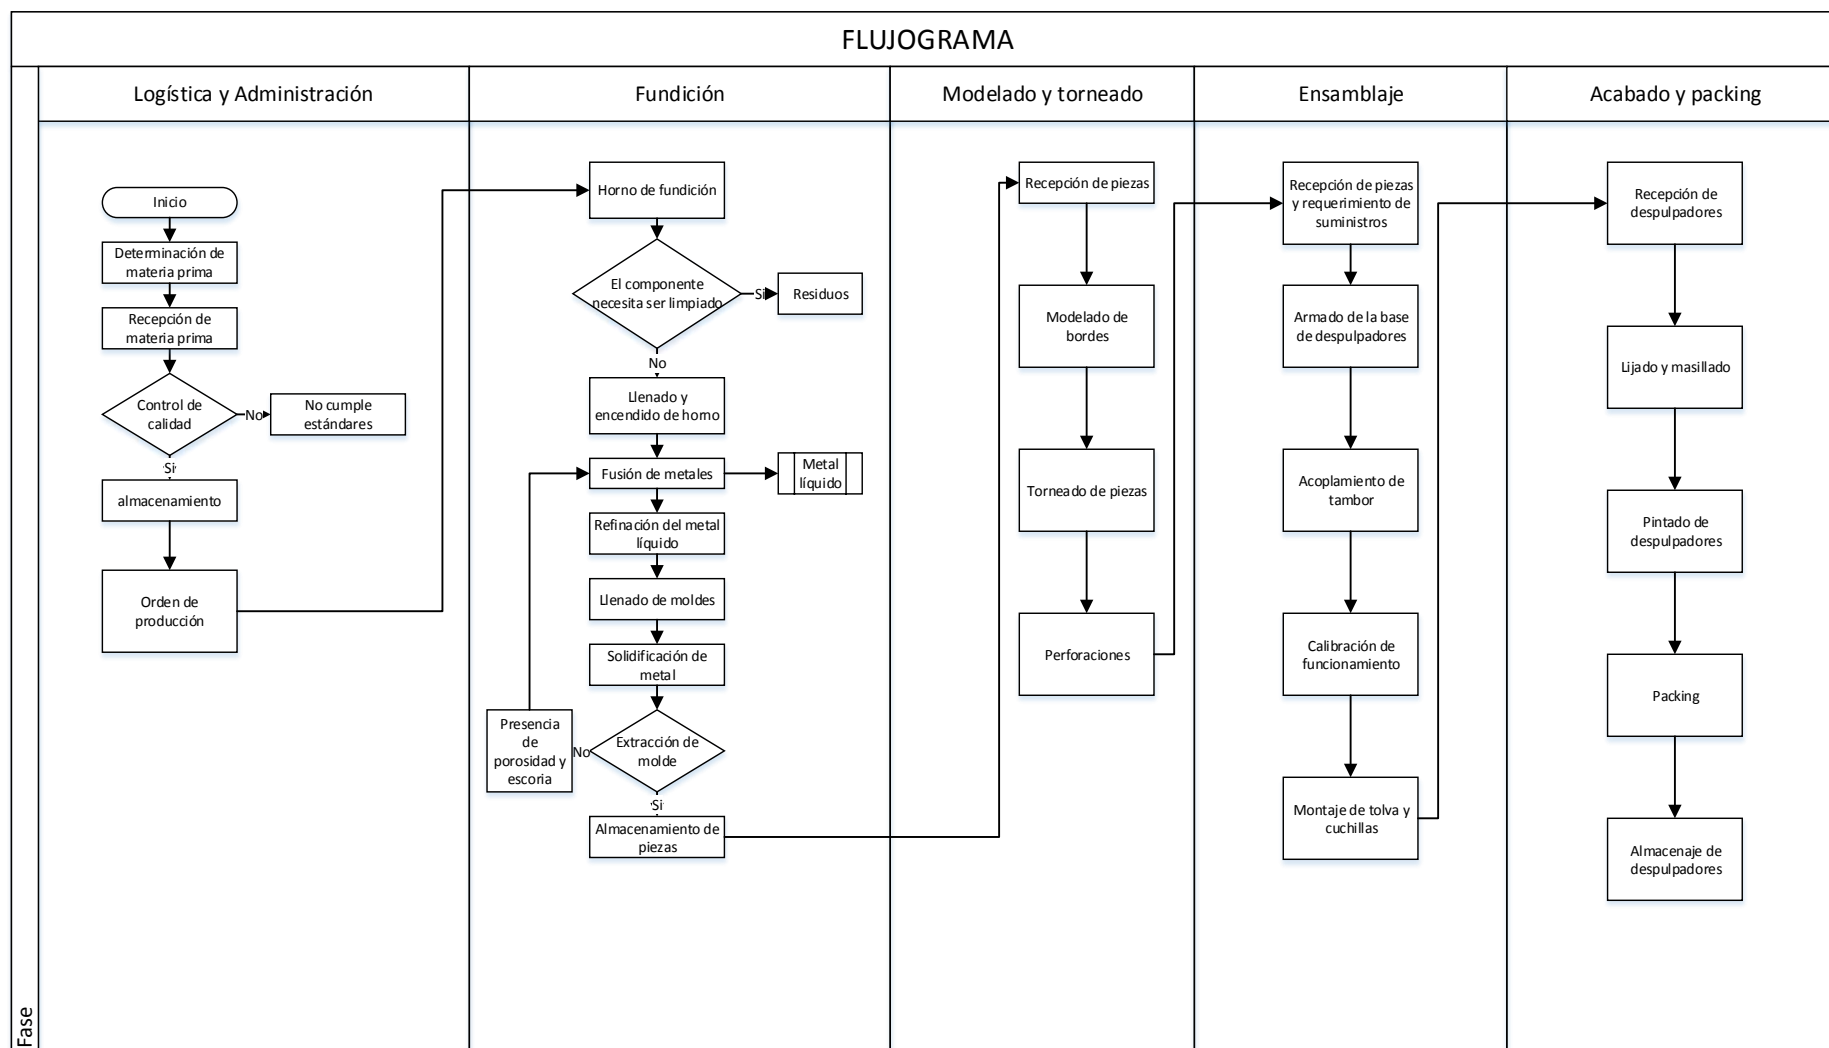 FLUJOGRAMA
Fase
Logística y Administración
Inicio
Determinación de
materia prima
Recepción de
materia prima
Control de
calidad
No
No cumple
estándares
Si
almacenamiento
Orden de
producción
Fundición
Horno de fundición
El componente
necesita ser limpiado
Si
Residuos
No
Llenado y
encendido de horno
Fusión de metales
Metal
líquido
Refinación del metal
líquido
Llenado de moldes
Solidificación de
metal
Extracción de
molde
No
Presencia
de
porosidad y
escoria
Si
Almacenamiento de
piezas
Modelado y torneado
Recepción de piezas
Modelado de
bordes
Torneado de piezas
Perforaciones
Ensamblaje
Recepción de piezas
y requerimiento de
suministros
Armado de la base
de despulpadores
Acoplamiento de
tambor
Calibración de
funcionamiento
Montaje de tolva y
cuchillas
Acabado y packing
Recepción de
despulpadores
Lijado y masillado
Pintado de
despulpadores
Packing
Almacenaje de
despulpadores